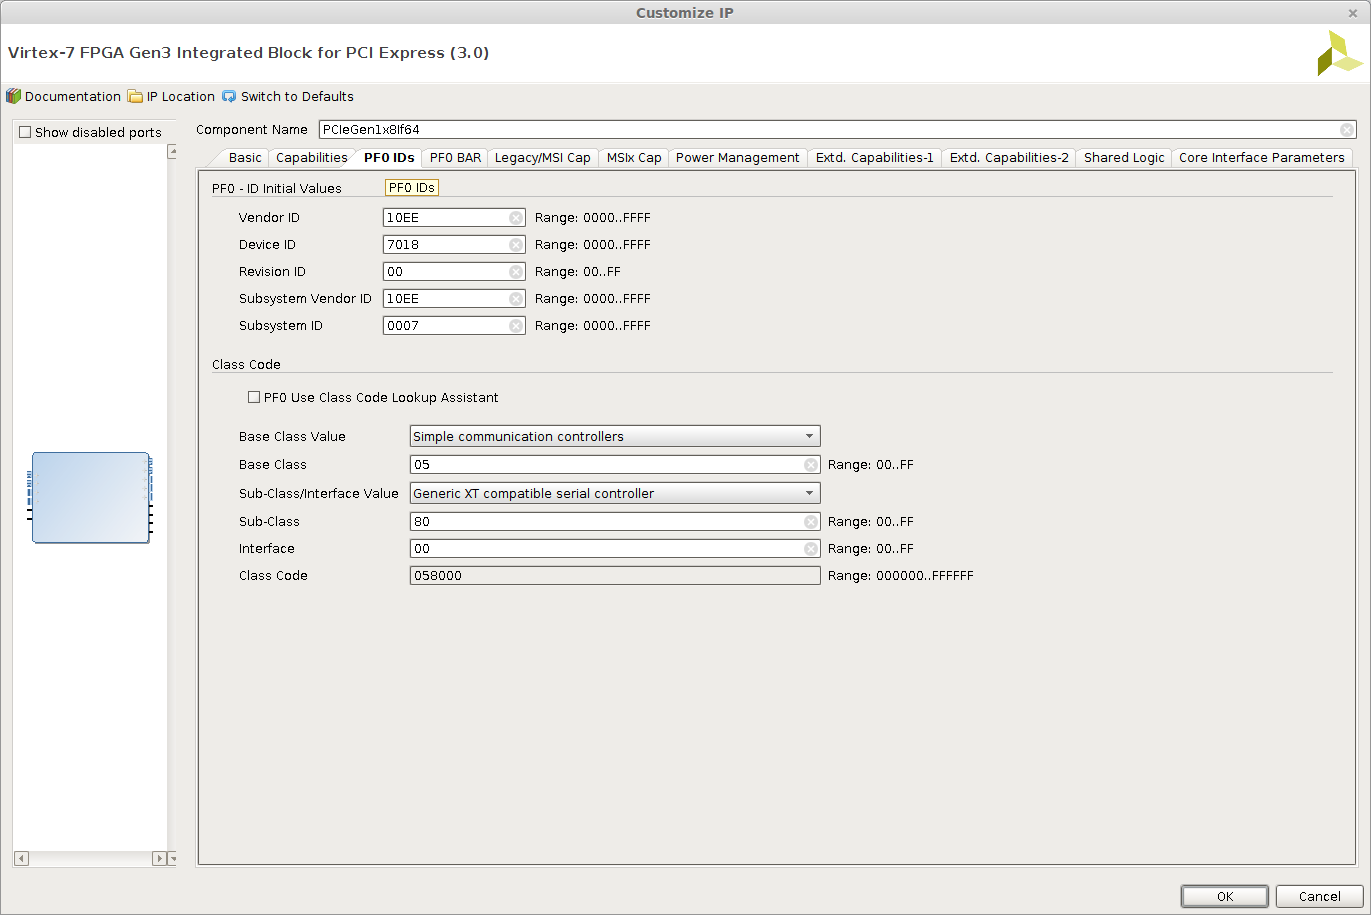 Customize IP
Virtex-7 FPGA Gen3 Integrated Block for PCI Express (3.0)
Documentation IP Location Switch to Defaults
Show disabled ports
Component Name PCIeGen1x8If64
Basic Capabilities PF0 IDs PF0 BAR Legacy/MSI Cap MSIx Cap Power Management Extd. Capabilities-1 Extd. Capabilities-2 Shared Logic Core Interface Parameters
PF0 - ID Initial Values PF0 IDs
Vendor ID 10EE Range: 0000..FFFF
Device ID 7018 Range: 0000..FFFF
Revision ID 00 Range: 00..FF
Subsystem Vendor ID 10EE Range: 0000..FFFF
Subsystem ID 0007 Range: 0000..FFFF
Class Code
PF0 Use Class Code Lookup Assistant
Base Class Value Simple communication controllers
Base Class 05 Range: 00..FF
Sub-Class/Interface Value Generic XT compatible serial controller
Sub-Class 80 Range: 00..FF
Interface 00 Range: 00..FF
Class Code 058000 Range: 000000..FFFFFF
OK Cancel